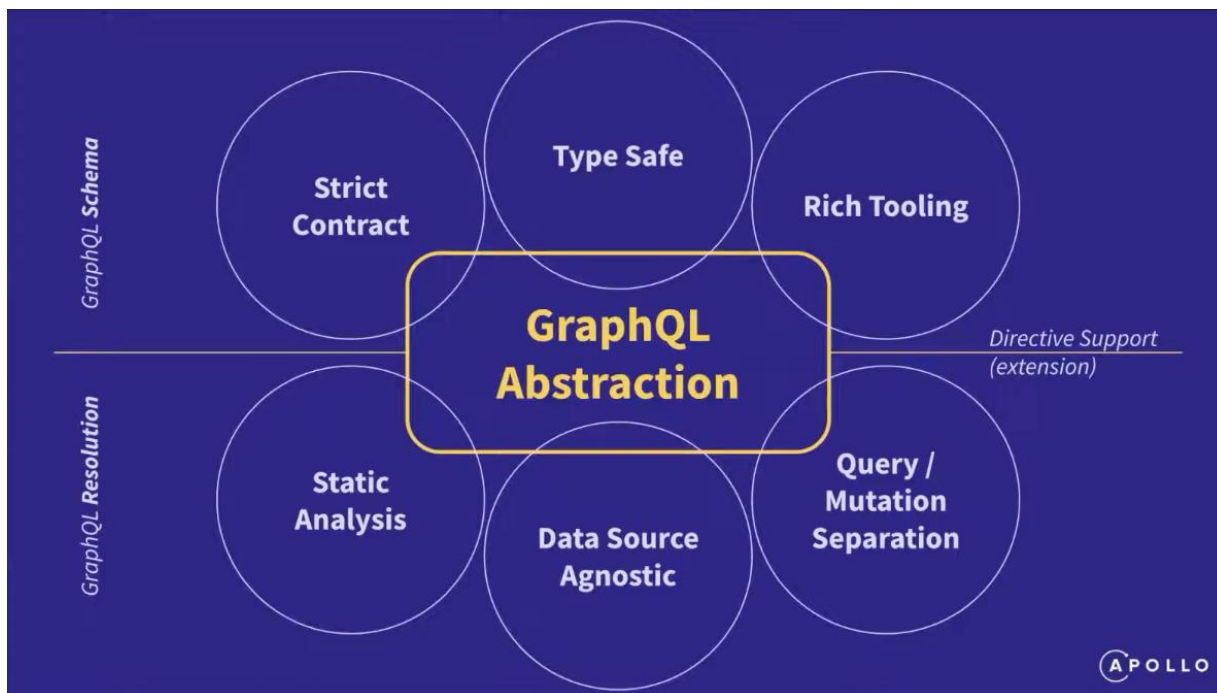 GraphQL Schema
Strict
Contract
Type Safe
Rich Tooling
GraphQL
Abstraction
Directive Support
(extension)
GraphQL Resolution
Static
Analysis
Data Source
Agnostic
Query /
Mutation
Separation
APOLLO